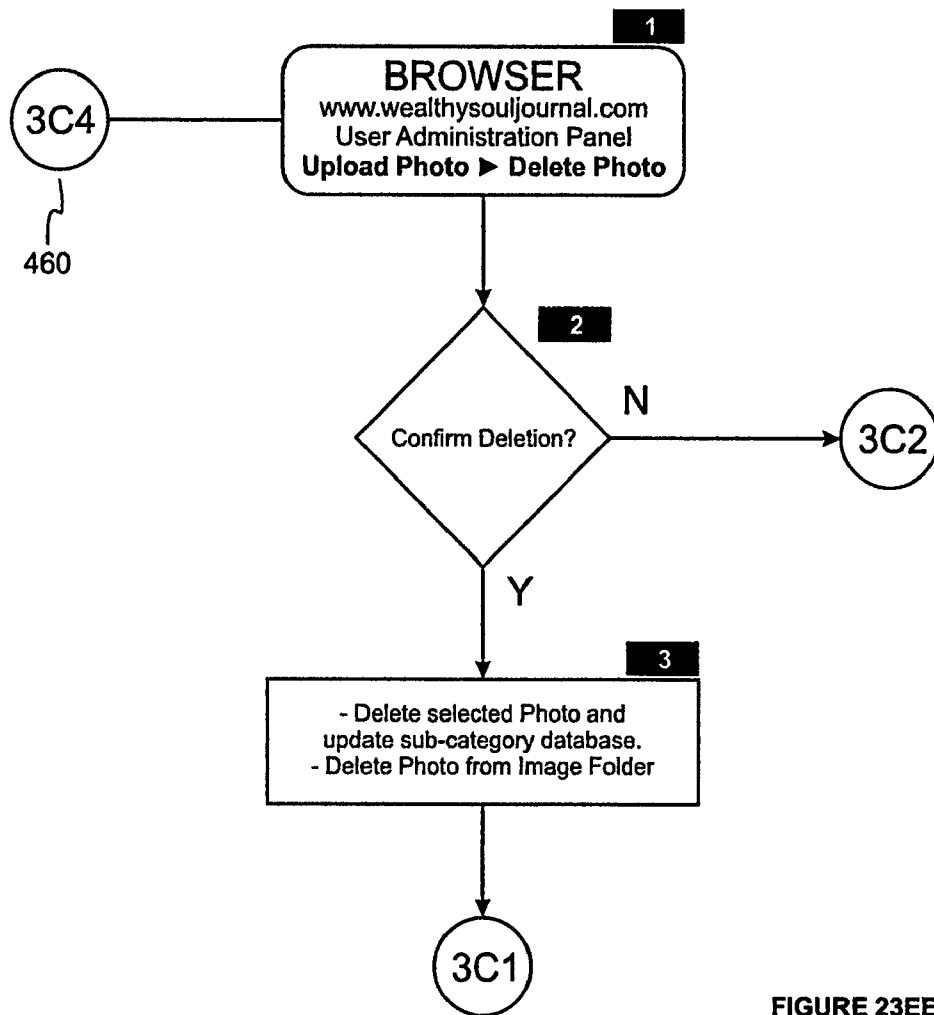 1
BROWSER
www.wealthysouljournal.com
User Administration Panel
Upload Photo ► Delete Photo
3C4
460
2
Confirm Deletion?
N
3C2
Y
3
- Delete selected Photo and
update sub-category database.
- Delete Photo from Image Folder
3C1
FIGURE 23EE